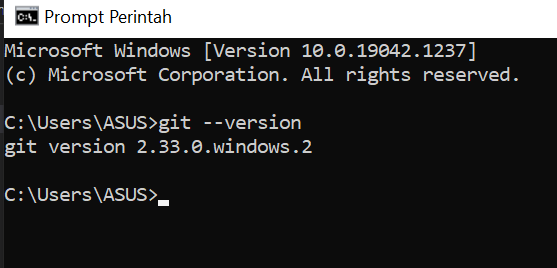 Prompt Perintah
Microsoft Windows [Version 10.0.19042.1237]
(c) Microsoft Corporation. All rights reserved.
C:\Users\ASUS>git --version
git version 2.33.0.windows.2
C:\Users\ASUS>